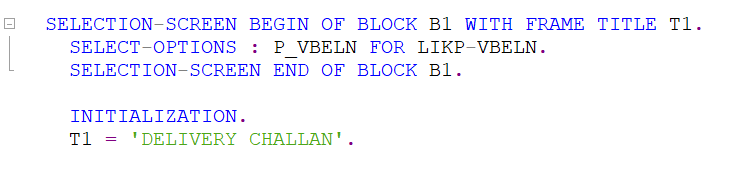 SELECTION-SCREEN BEGIN OF BLOCK B1 WITH FRAME TITLE T1.
SELECT-OPTIONS : P_VBELN FOR LIKP-VBELN.
SELECTION-SCREEN END OF BLOCK B1.
INITIALIZATION.
T1 = 'DELIVERY CHALLAN'.